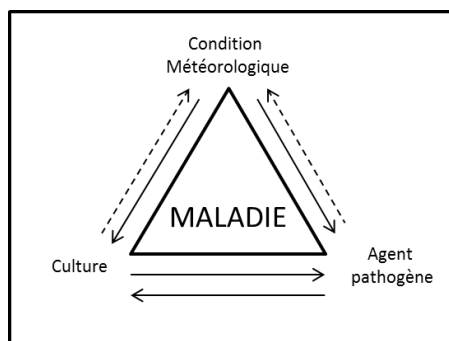 Condition
Météorologique
MALADIE
Culture
Agent
pathogène